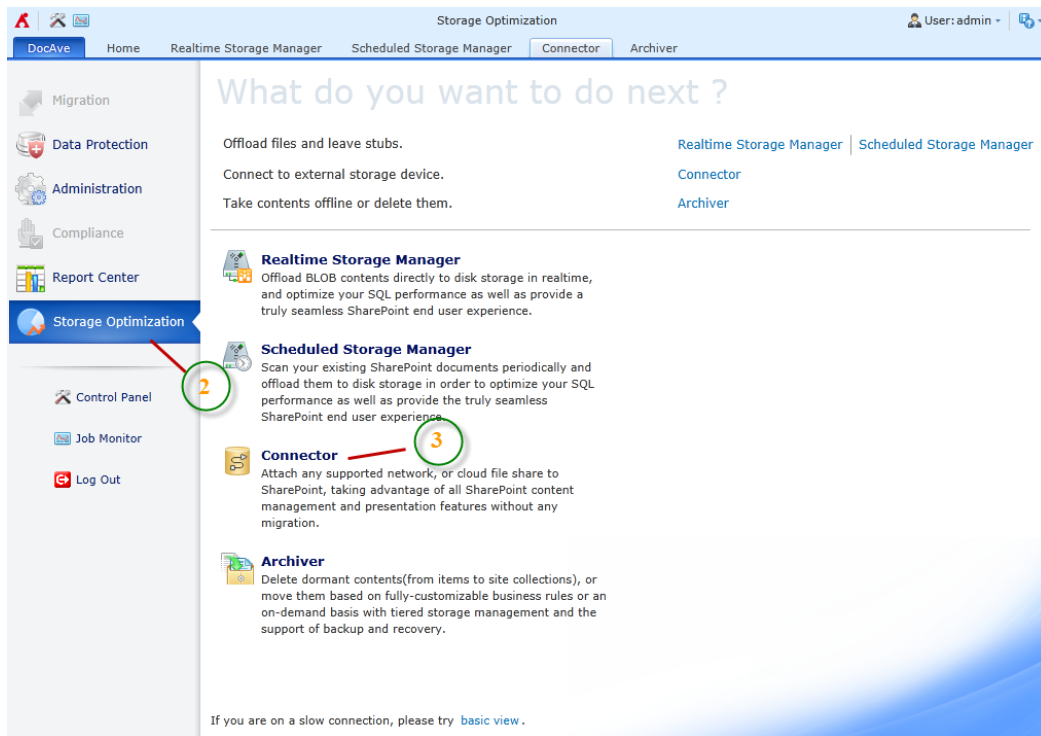 Storage Optimization
User: admin
DocAve Home Realtime Storage Manager Scheduled Storage Manager Connector Archiver
What do you want to do next ?
Migration
Data Protection
Administration
Compliance
Report Center
Storage Optimization
Control Panel
Job Monitor
Log Out
Offload files and leave stubs. Realtime Storage Manager Scheduled Storage Manager
Connect to external storage device. Connector
Take contents offline or delete them. Archiver
Realtime Storage Manager
Offload BLOB contents directly to disk storage in realtime,
and optimize your SQL performance as well as provide a
truly seamless SharePoint end user experience.
Scheduled Storage Manager
Scan your existing SharePoint documents periodically and
offload them to disk storage in order to optimize your SQL
performance as well as provide the truly seamless
SharePoint end user experience.
2
3
Connector
Attach any supported network, or cloud file share to
SharePoint, taking advantage of all SharePoint content
management and presentation features without any
migration.
Archiver
Delete dormant contents(from items to site collections), or
move them based on fully-customizable business rules or an
on-demand basis with tiered storage management and the
support of backup and recovery.
If you are on a slow connection, please try basic view .